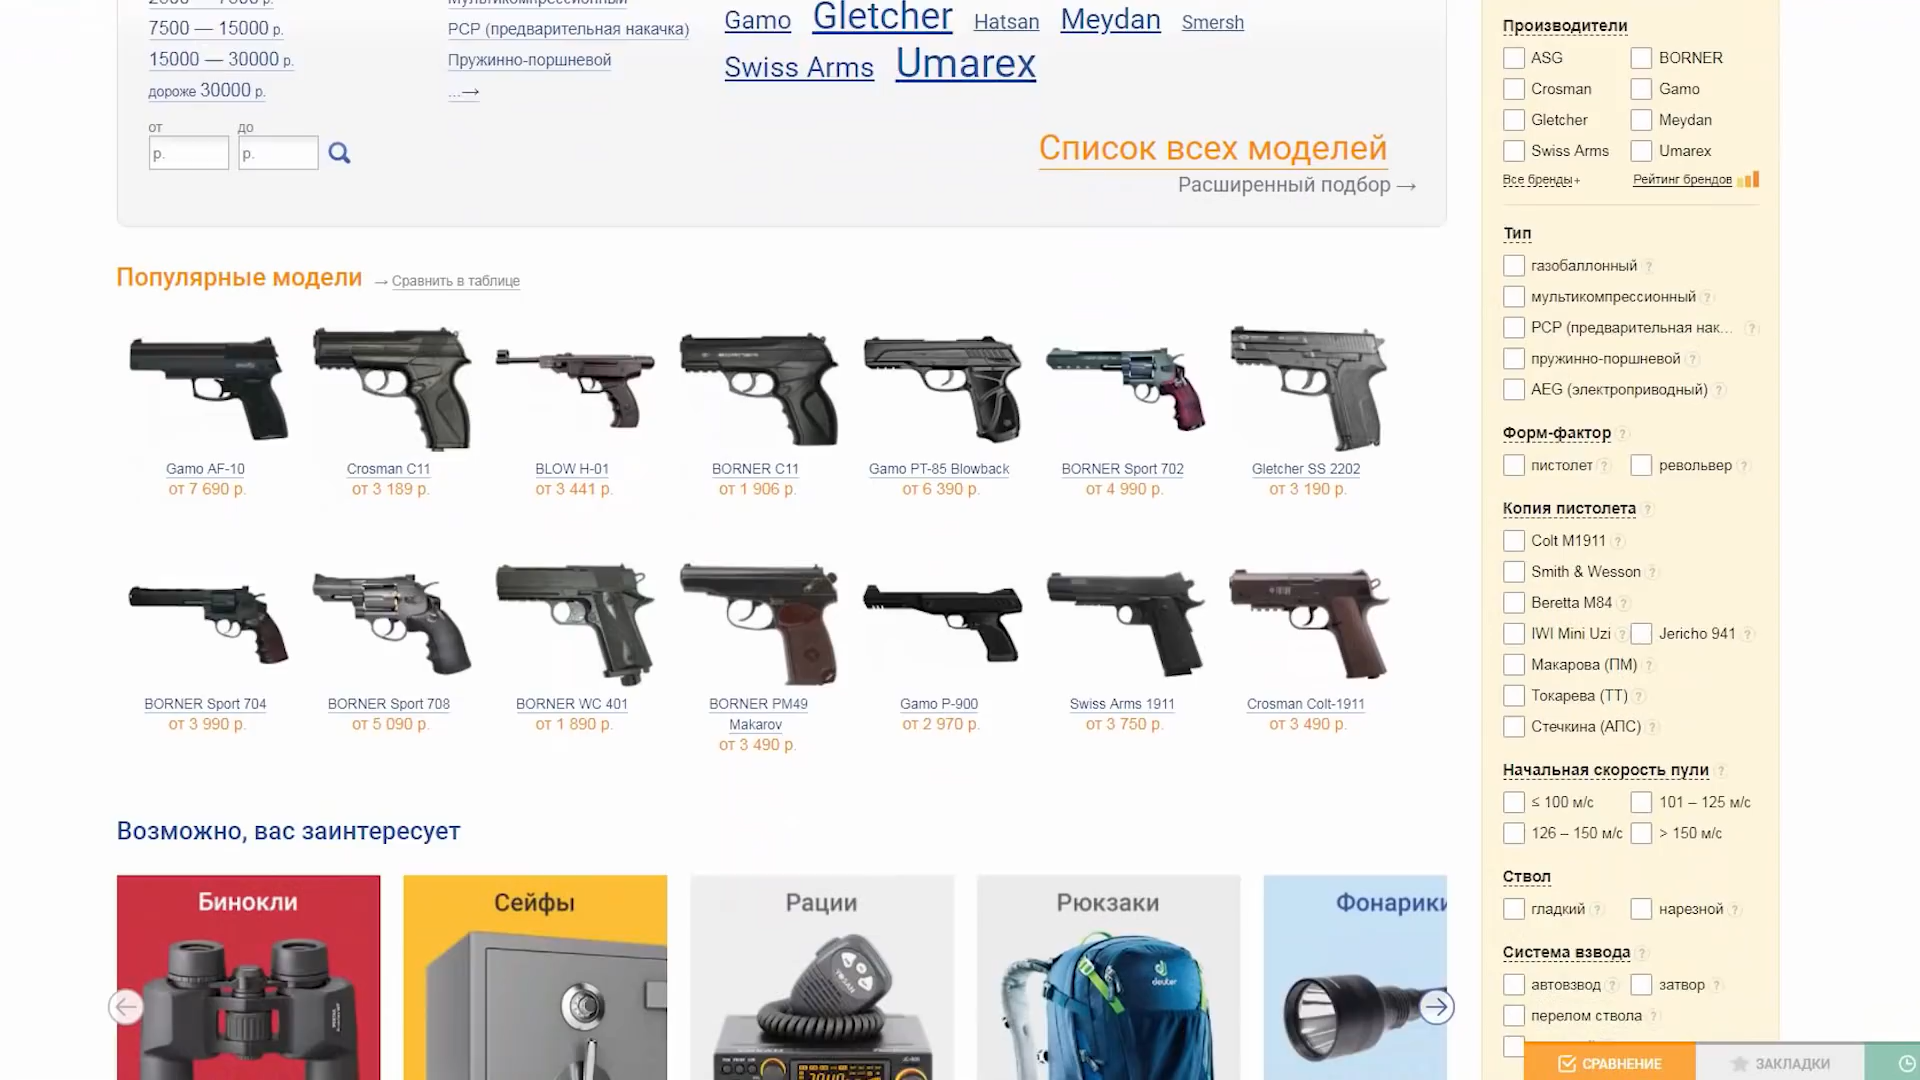 7500 — 15000 р.
15000 — 30000 р.
дороже 30000 р.
от до
р. р.
PCP (предварительная накачка)
Пружинно-поршневой
...→
Gamo Gletcher Hatsan Meydan Smersh
Swiss Arms Umarex
Список всех моделей
Расширенный подбор →
Популярные модели → Сравнить в таблице
Gamo AF-10 Crosman C11 BLOW H-01 BORNER C11 Gamo PT-85 Blowback BORNER Sport 702 Gletcher SS 2202
от 7 690 р. от 3 189 р. от 3 441 р. от 1 906 р. от 6 390 р. от 4 990 р. от 3 190 р.
BORNER Sport 704 BORNER Sport 708 BORNER WC 401 BORNER PM49 Gamo P-900 Swiss Arms 1911 Crosman Colt-1911
Makarov
от 3 990 р. от 5 090 р. от 1 890 р. от 3 490 р. от 2 970 р. от 3 750 р. от 3 490 р.
Возможно, вас заинтересует
Бинокли Сейфы Рации Рюкзаки Фонарики
deuter
Производители
ASG BORNER
Crosman Gamo
Gletcher Meydan
Swiss Arms Umarex
Все бренды+ Рейтинг брендов
Тип
газобаллонный ?
мультикомпрессионный ?
PCP (предварительная нак... ?
пружинно-поршневой ?
AEG (электроприводный) ?
Форм-фактор ?
пистолет ? револьвер ?
Копия пистолета ?
Colt M1911 ?
Smith & Wesson ?
Beretta M84 ?
IWI Mini Uzi ? Jericho 941 ?
Макарова (ПМ) ?
Токарева (ТТ) ?
Стечкина (АПС) ?
Начальная скорость пули ?
≤ 100 м/с 101 – 125 м/с
126 – 150 м/с > 150 м/с
Ствол
гладкий ? нарезной ?
Система взвода ?
автовзвод ? затвор ?
перелом ствола ?
СРАВНЕНИЕ ЗАКЛАДКИ